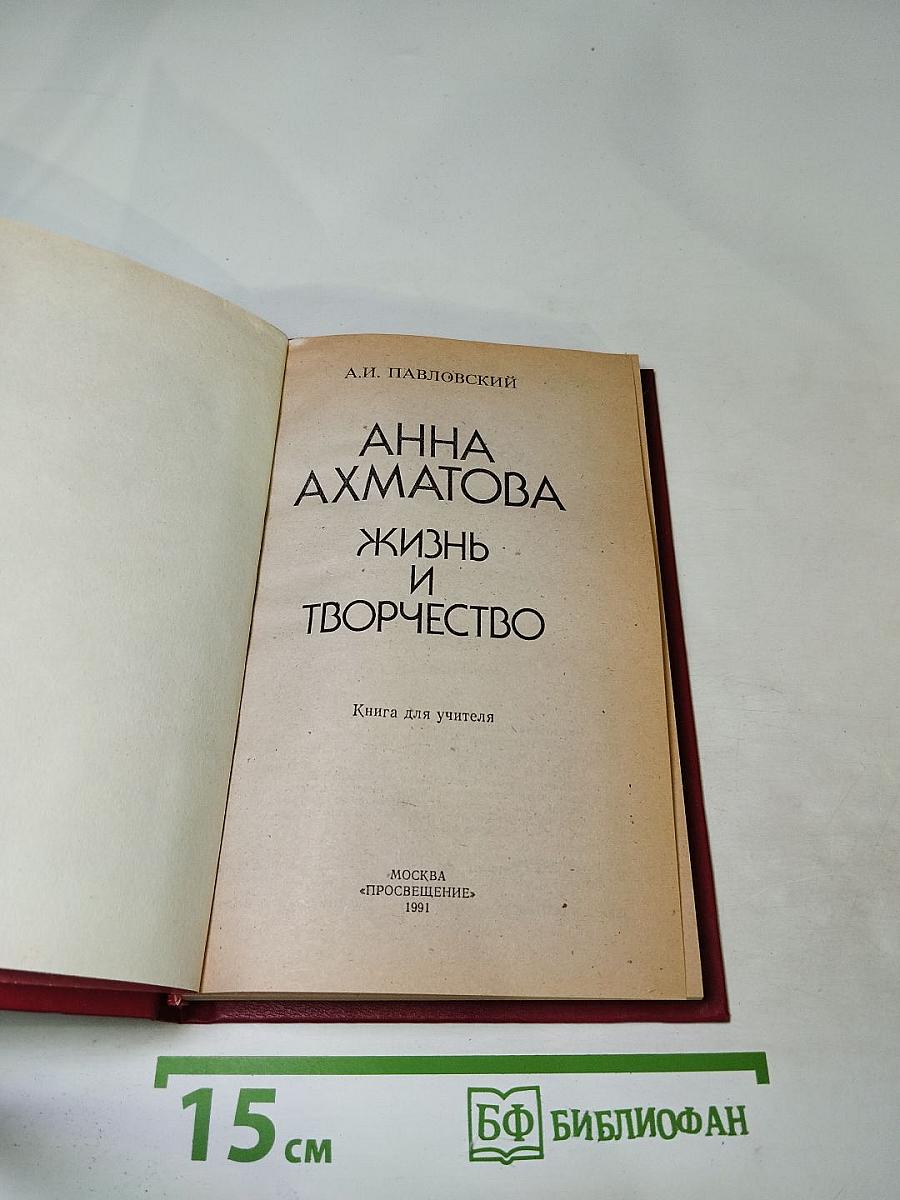 А.И. ПАВЛОВСКИЙ
АННА
АХМАТОВА
ЖИЗНЬ
И
ТВОРЧЕСТВО
Книга для учителя
МОСКВА
«ПРОСВЕЩЕНИЕ»
1991
15 см
БФ БИБЛИОФАН